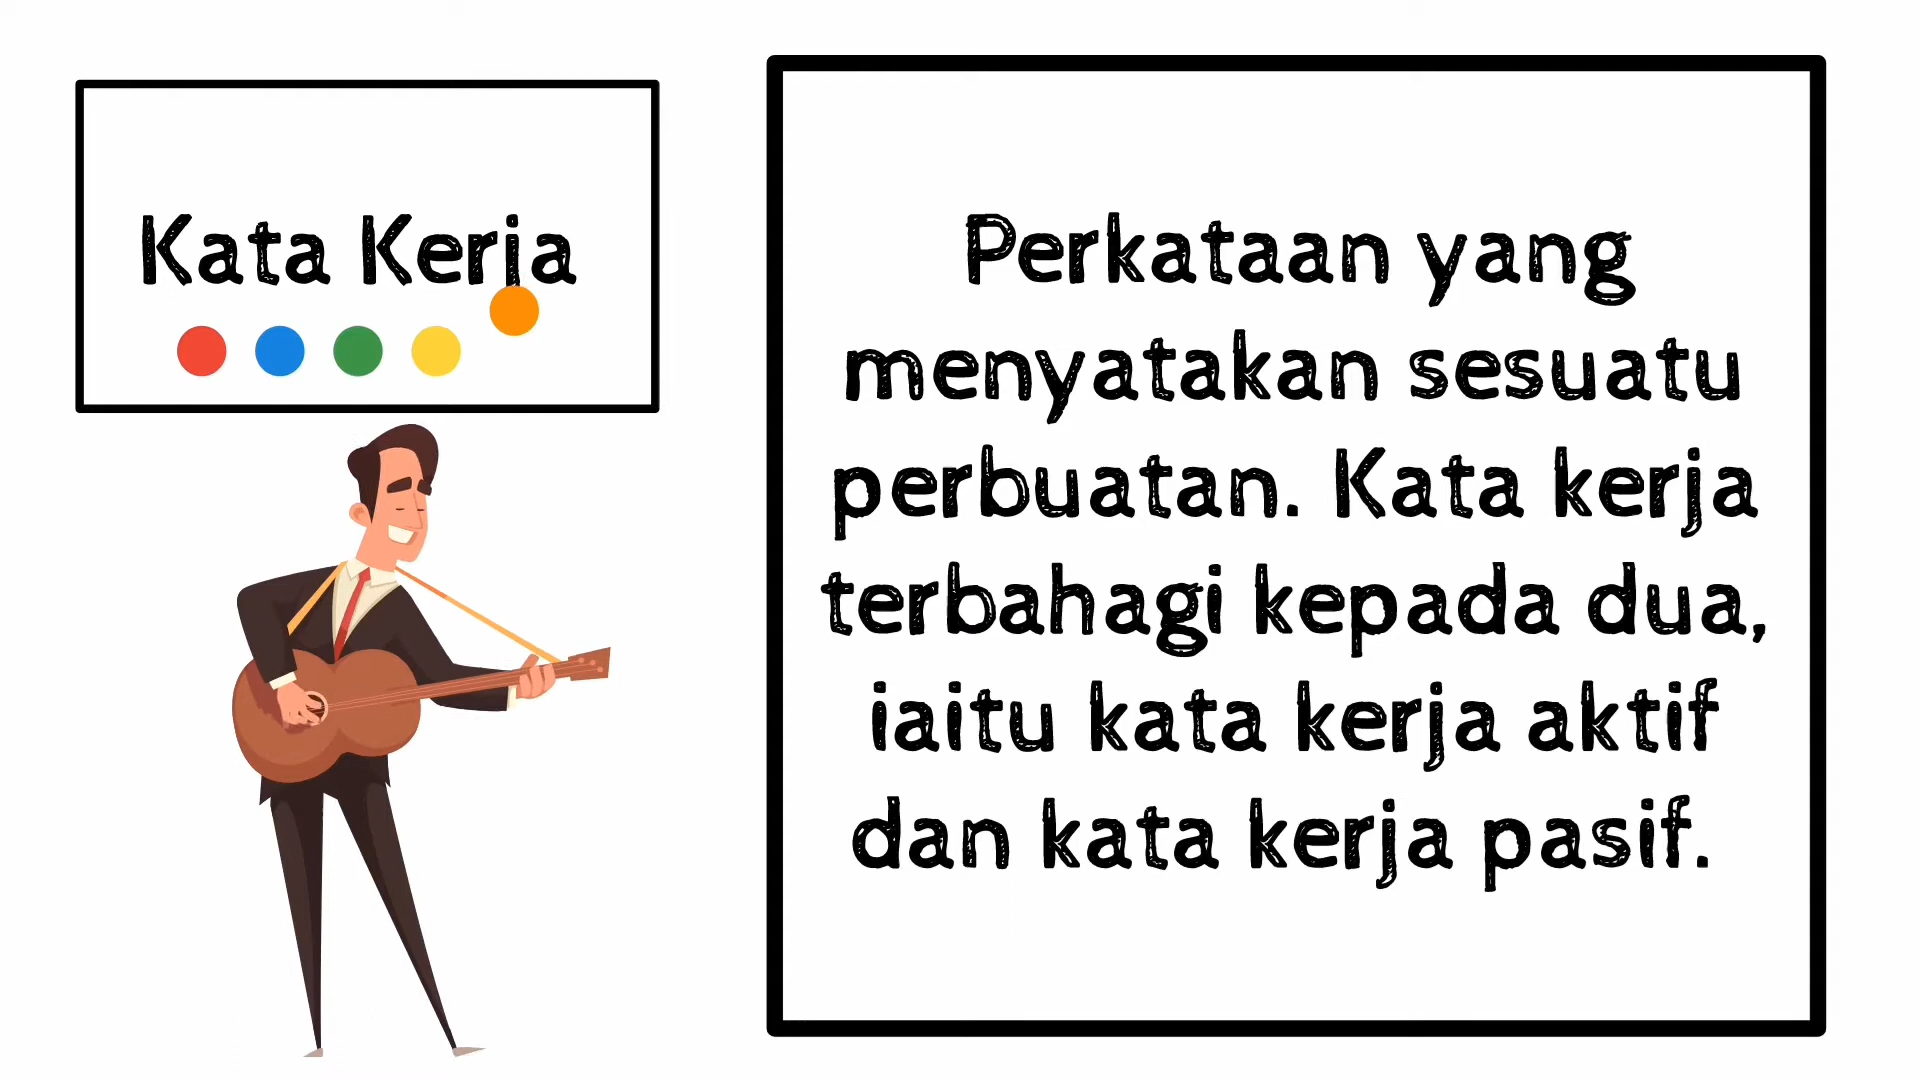 Kata Kerja
Perkataan yang
menyatakan sesuatu
perbuatan. Kata kerja
terbahagi kepada dua,
iaitu kata kerja aktif
dan kata kerja pasif.